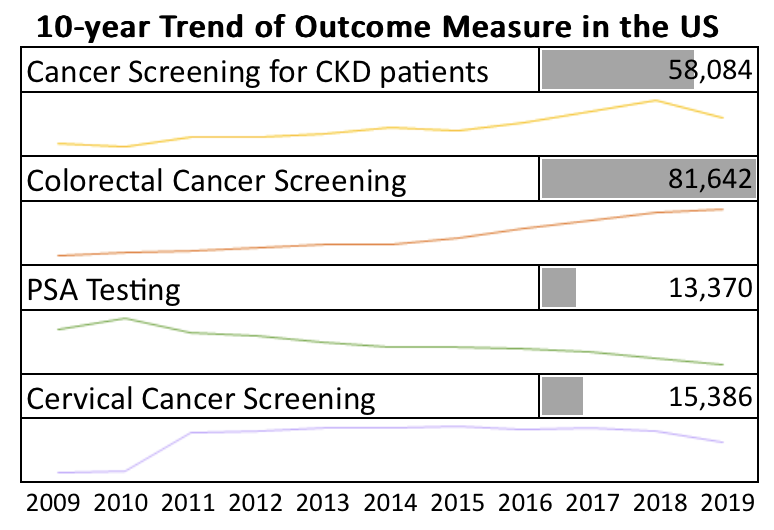 10-year Trend of Outcome Measure in the US
Cancer Screening for CKD patients 58,084
Colorectal Cancer Screening 81,642
PSA Testing 13,370
Cervical Cancer Screening 15,386
2009 2010 2011 2012 2013 2014 2015 2016 2017 2018 2019